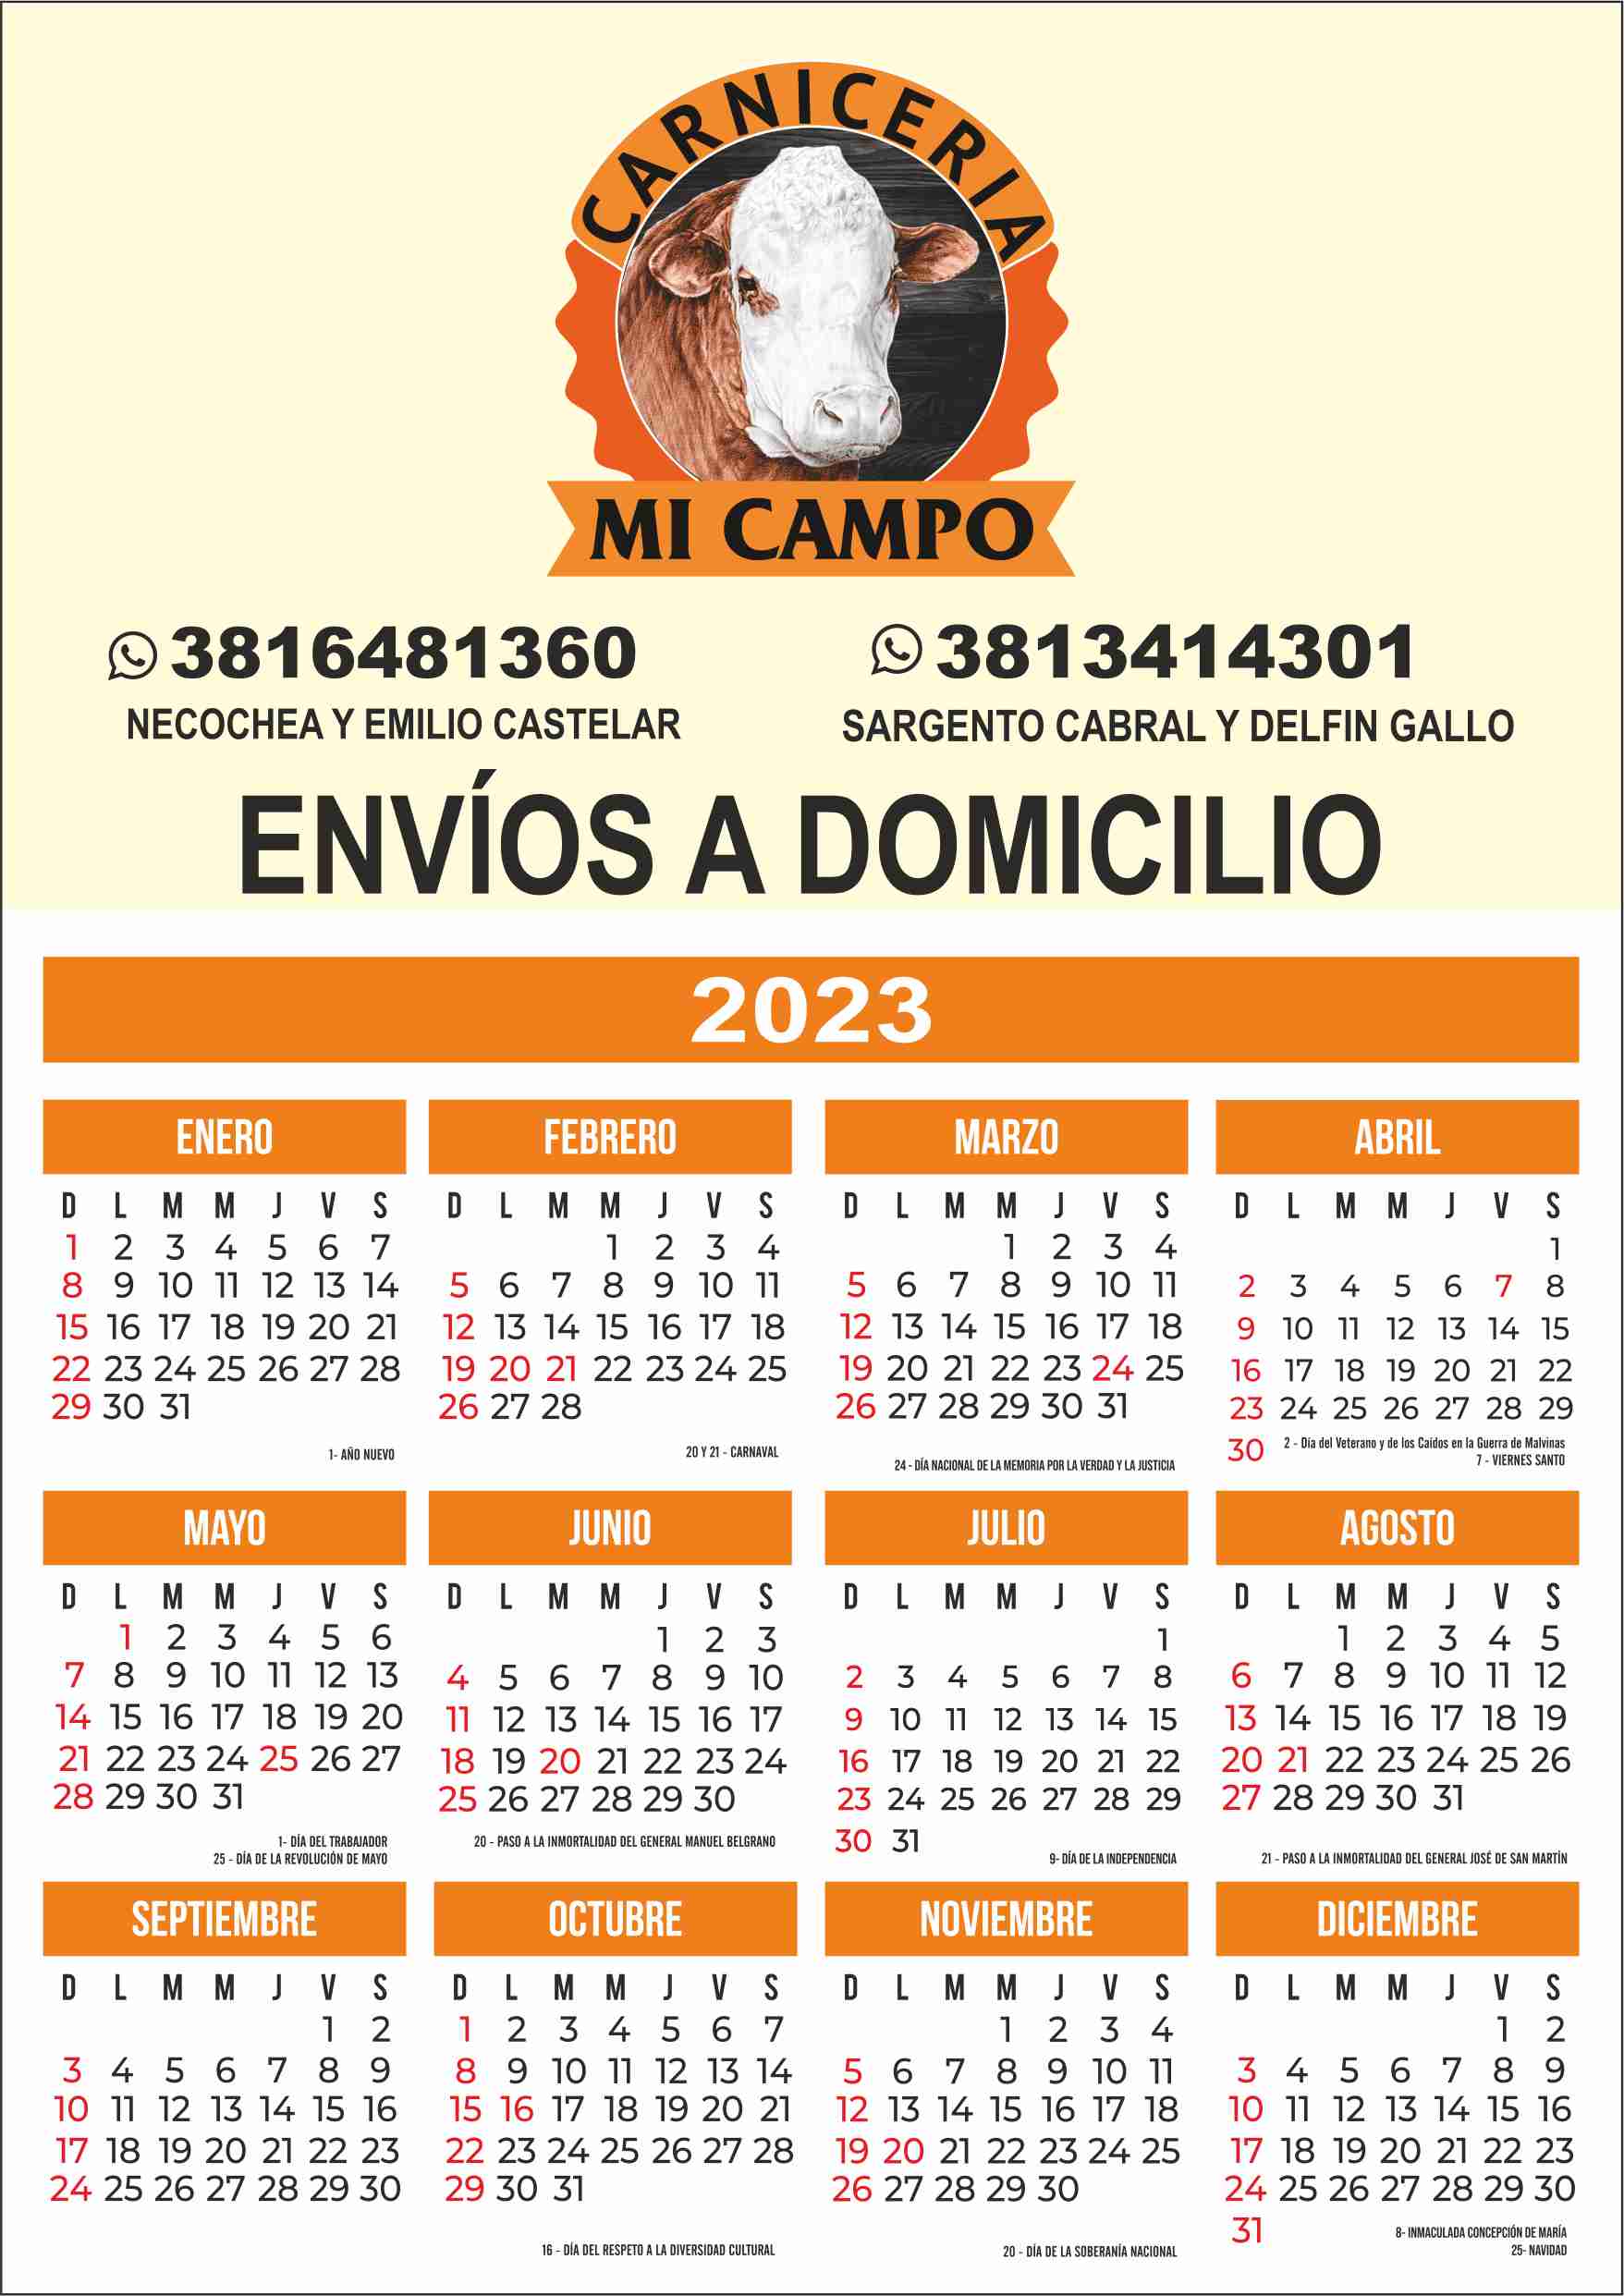 CARNICERIA
MI CAMPO
3816481360
NECOCHEA Y EMILIO CASTELAR
3813414301
SARGENTO CABRAL Y DELFIN GALLO
ENVÍOS A DOMICILIO
2023
ENERO
D L M M J V S
1 2 3 4 5 6 7
8 9 10 11 12 13 14
15 16 17 18 19 20 21
22 23 24 25 26 27 28
29 30 31
1- AÑO NUEVO
FEBRERO
D L M M J V S
1 2 3 4
5 6 7 8 9 10 11
12 13 14 15 16 17 18
19 20 21 22 23 24 25
26 27 28
20 Y 21 - CARNAVAL
MARZO
D L M M J V S
1 2 3 4
5 6 7 8 9 10 11
12 13 14 15 16 17 18
19 20 21 22 23 24 25
26 27 28 29 30 31
24 - DÍA NACIONAL DE LA MEMORIA POR LA VERDAD Y LA JUSTICIA
ABRIL
D L M M J V S
1
2 3 4 5 6 7 8
9 10 11 12 13 14 15
16 17 18 19 20 21 22
23 24 25 26 27 28 29
30
2 - Día del Veterano y de los Caídos en la Guerra de Malvinas
7 - VIERNES SANTO
MAYO
D L M M J V S
1 2 3 4 5 6
7 8 9 10 11 12 13
14 15 16 17 18 19 20
21 22 23 24 25 26 27
28 29 30 31
1- DÍA DEL TRABAJADOR
25 - DÍA DE LA REVOLUCIÓN DE MAYO
JUNIO
D L M M J V S
1 2 3
4 5 6 7 8 9 10
11 12 13 14 15 16 17
18 19 20 21 22 23 24
25 26 27 28 29 30
20 - PASO A LA INMORTALIDAD DEL GENERAL MANUEL BELGRANO
JULIO
D L M M J V S
1
2 3 4 5 6 7 8
9 10 11 12 13 14 15
16 17 18 19 20 21 22
23 24 25 26 27 28 29
30 31
9- DÍA DE LA INDEPENDENCIA
AGOSTO
D L M M J V S
1 2 3 4 5
6 7 8 9 10 11 12
13 14 15 16 17 18 19
20 21 22 23 24 25 26
27 28 29 30 31
21 - PASO A LA INMORTALIDAD DEL GENERAL JOSÉ DE SAN MARTÍN
SEPTIEMBRE
D L M M J V S
1 2
3 4 5 6 7 8 9
10 11 12 13 14 15 16
17 18 19 20 21 22 23
24 25 26 27 28 29 30
OCTUBRE
D L M M J V S
1 2 3 4 5 6 7
8 9 10 11 12 13 14
15 16 17 18 19 20 21
22 23 24 25 26 27 28
29 30 31
16 - DÍA DEL RESPETO A LA DIVERSIDAD CULTURAL
NOVIEMBRE
D L M M J V S
1 2 3 4
5 6 7 8 9 10 11
12 13 14 15 16 17 18
19 20 21 22 23 24 25
26 27 28 29 30
20 - DÍA DE LA SOBERANÍA NACIONAL
DICIEMBRE
D L M M J V S
1 2
3 4 5 6 7 8 9
10 11 12 13 14 15 16
17 18 19 20 21 22 23
24 25 26 27 28 29 30
31
8- INMACULADA CONCEPCIÓN DE MARÍA
25- NAVIDAD